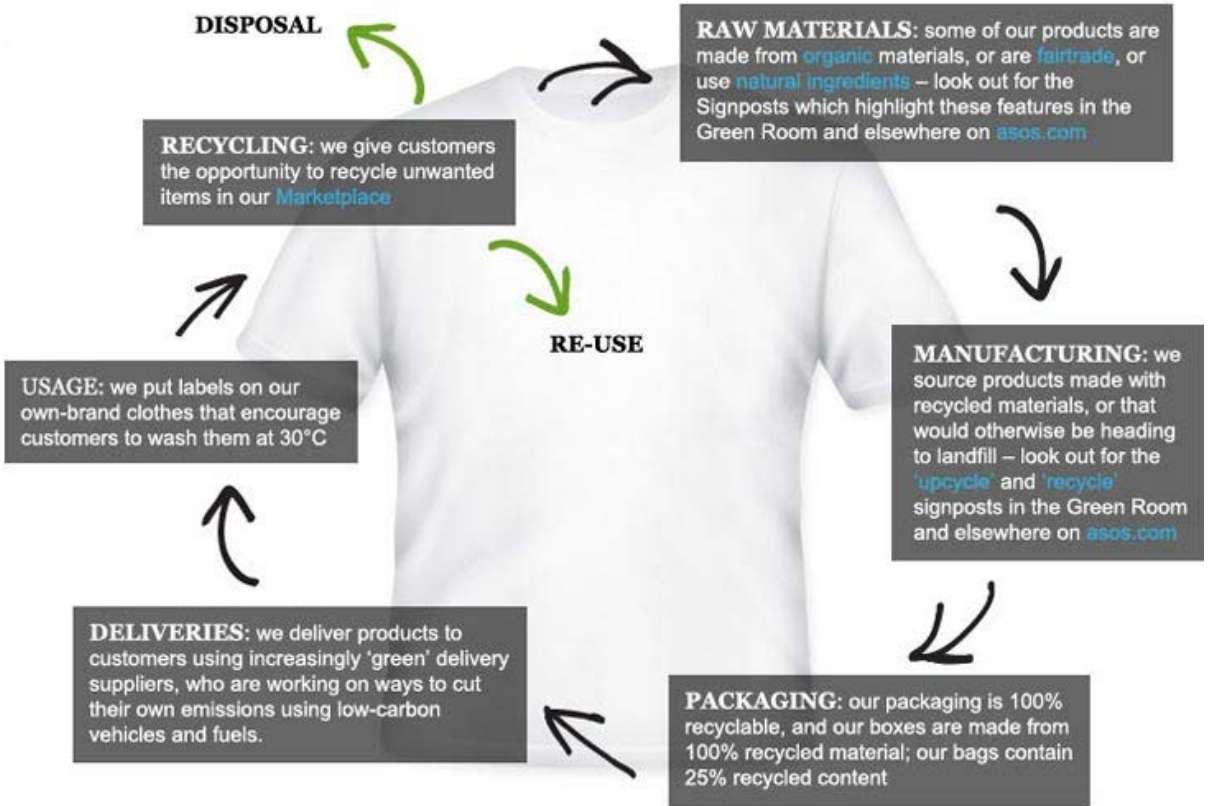 DISPOSAL
RAW MATERIALS: some of our products are
made from organic materials, or are fairtrade, or
use natural ingredients – look out for the
Signposts which highlight these features in the
Green Room and elsewhere on asos.com
RECYCLING: we give customers
the opportunity to recycle unwanted
items in our Marketplace
RE-USE
MANUFACTURING: we
source products made with
recycled materials, or that
would otherwise be heading
to landfill – look out for the
‘upcycle’ and ‘recycle’
signposts in the Green Room
and elsewhere on asos.com
USAGE: we put labels on our
own-brand clothes that encourage
customers to wash them at 30°C
DELIVERIES: we deliver products to
customers using increasingly ‘green’ delivery
suppliers, who are working on ways to cut
their own emissions using low-carbon
vehicles and fuels.
PACKAGING: our packaging is 100%
recyclable, and our boxes are made from
100% recycled material; our bags contain
25% recycled content